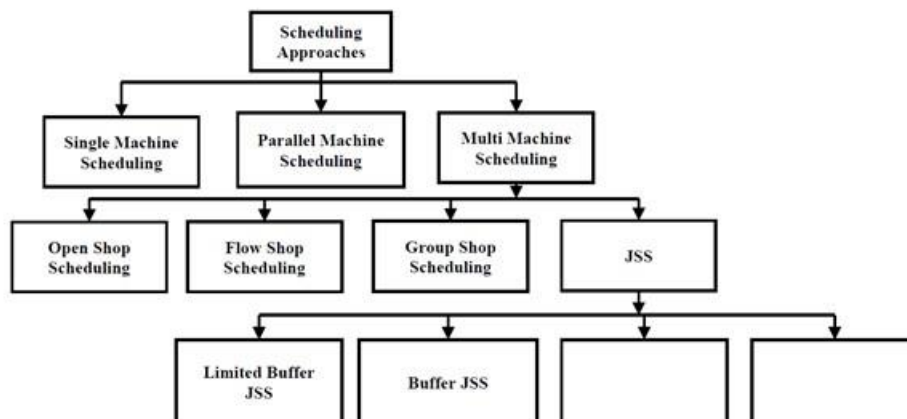 Scheduling
Approaches
Single Machine
Scheduling
Parallel Machine
Scheduling
Multi Machine
Scheduling
Open Shop
Scheduling
Flow Shop
Scheduling
Group Shop
Scheduling
JSS
Limited Buffer
JSS
Buffer JSS